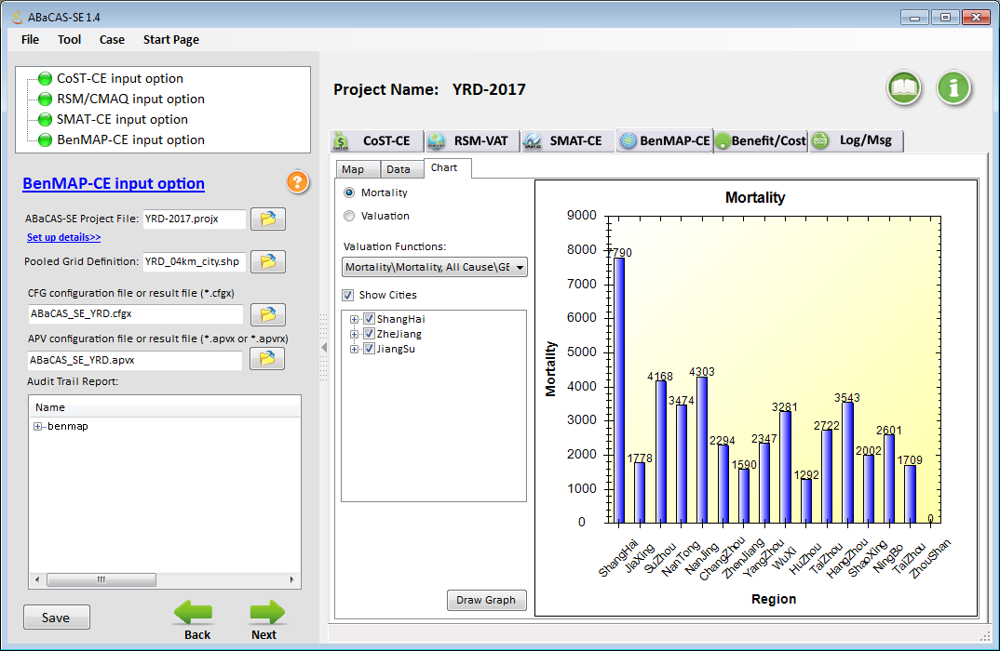 ABaCAS-SE1.4
File Tool Case Start Page
CoST-CE input option
RSM/CMAQ input option
SMAT-CE input option
BenMAP-CE input option
Project Name: YRD-2017
CoST-CE RSM-VAT SMAT-CE BenMAP-CE Benefit/Cost Log/Msg
BenMAP-CE input option
?
ABaCAS-SE Project File: YRD-2017.projx
Set up details>>
Pooled Grid Definition: YRD_04km_city.shp
CFG configuration file or result file (*.cfgx)
ABaCAS_SE_YRD.cfgx
APV configuration file or result file (*.apvx or *.apvrx)
ABaCAS_SE_YRD.apvx
Audit Trail Report:
Name
benmap
Save
Back
Next
Map Data Chart
Mortality
Valuation
Valuation Functions:
Mortality\Mortality, All Cause\GE
Show Cities
ShangHai
ZheJiang
JiangSu
Draw Graph
Mortality
Mortality
9000
8000
7000
6000
5000
4000
3000
2000
1000
0
7790
1778
4168
3474
4303
2294
1590
2347
3281
1292
2722
3543
2002
2601
1709
0
ShangHai
JiaXing
SuZhou
NanTong
NanJing
ChangZhou
ZhenJiang
YangZhou
WuXi
HuZhou
TaiZhou
HangZhou
ShaoXing
NingBo
TaiZhou
ZhouShan
Region